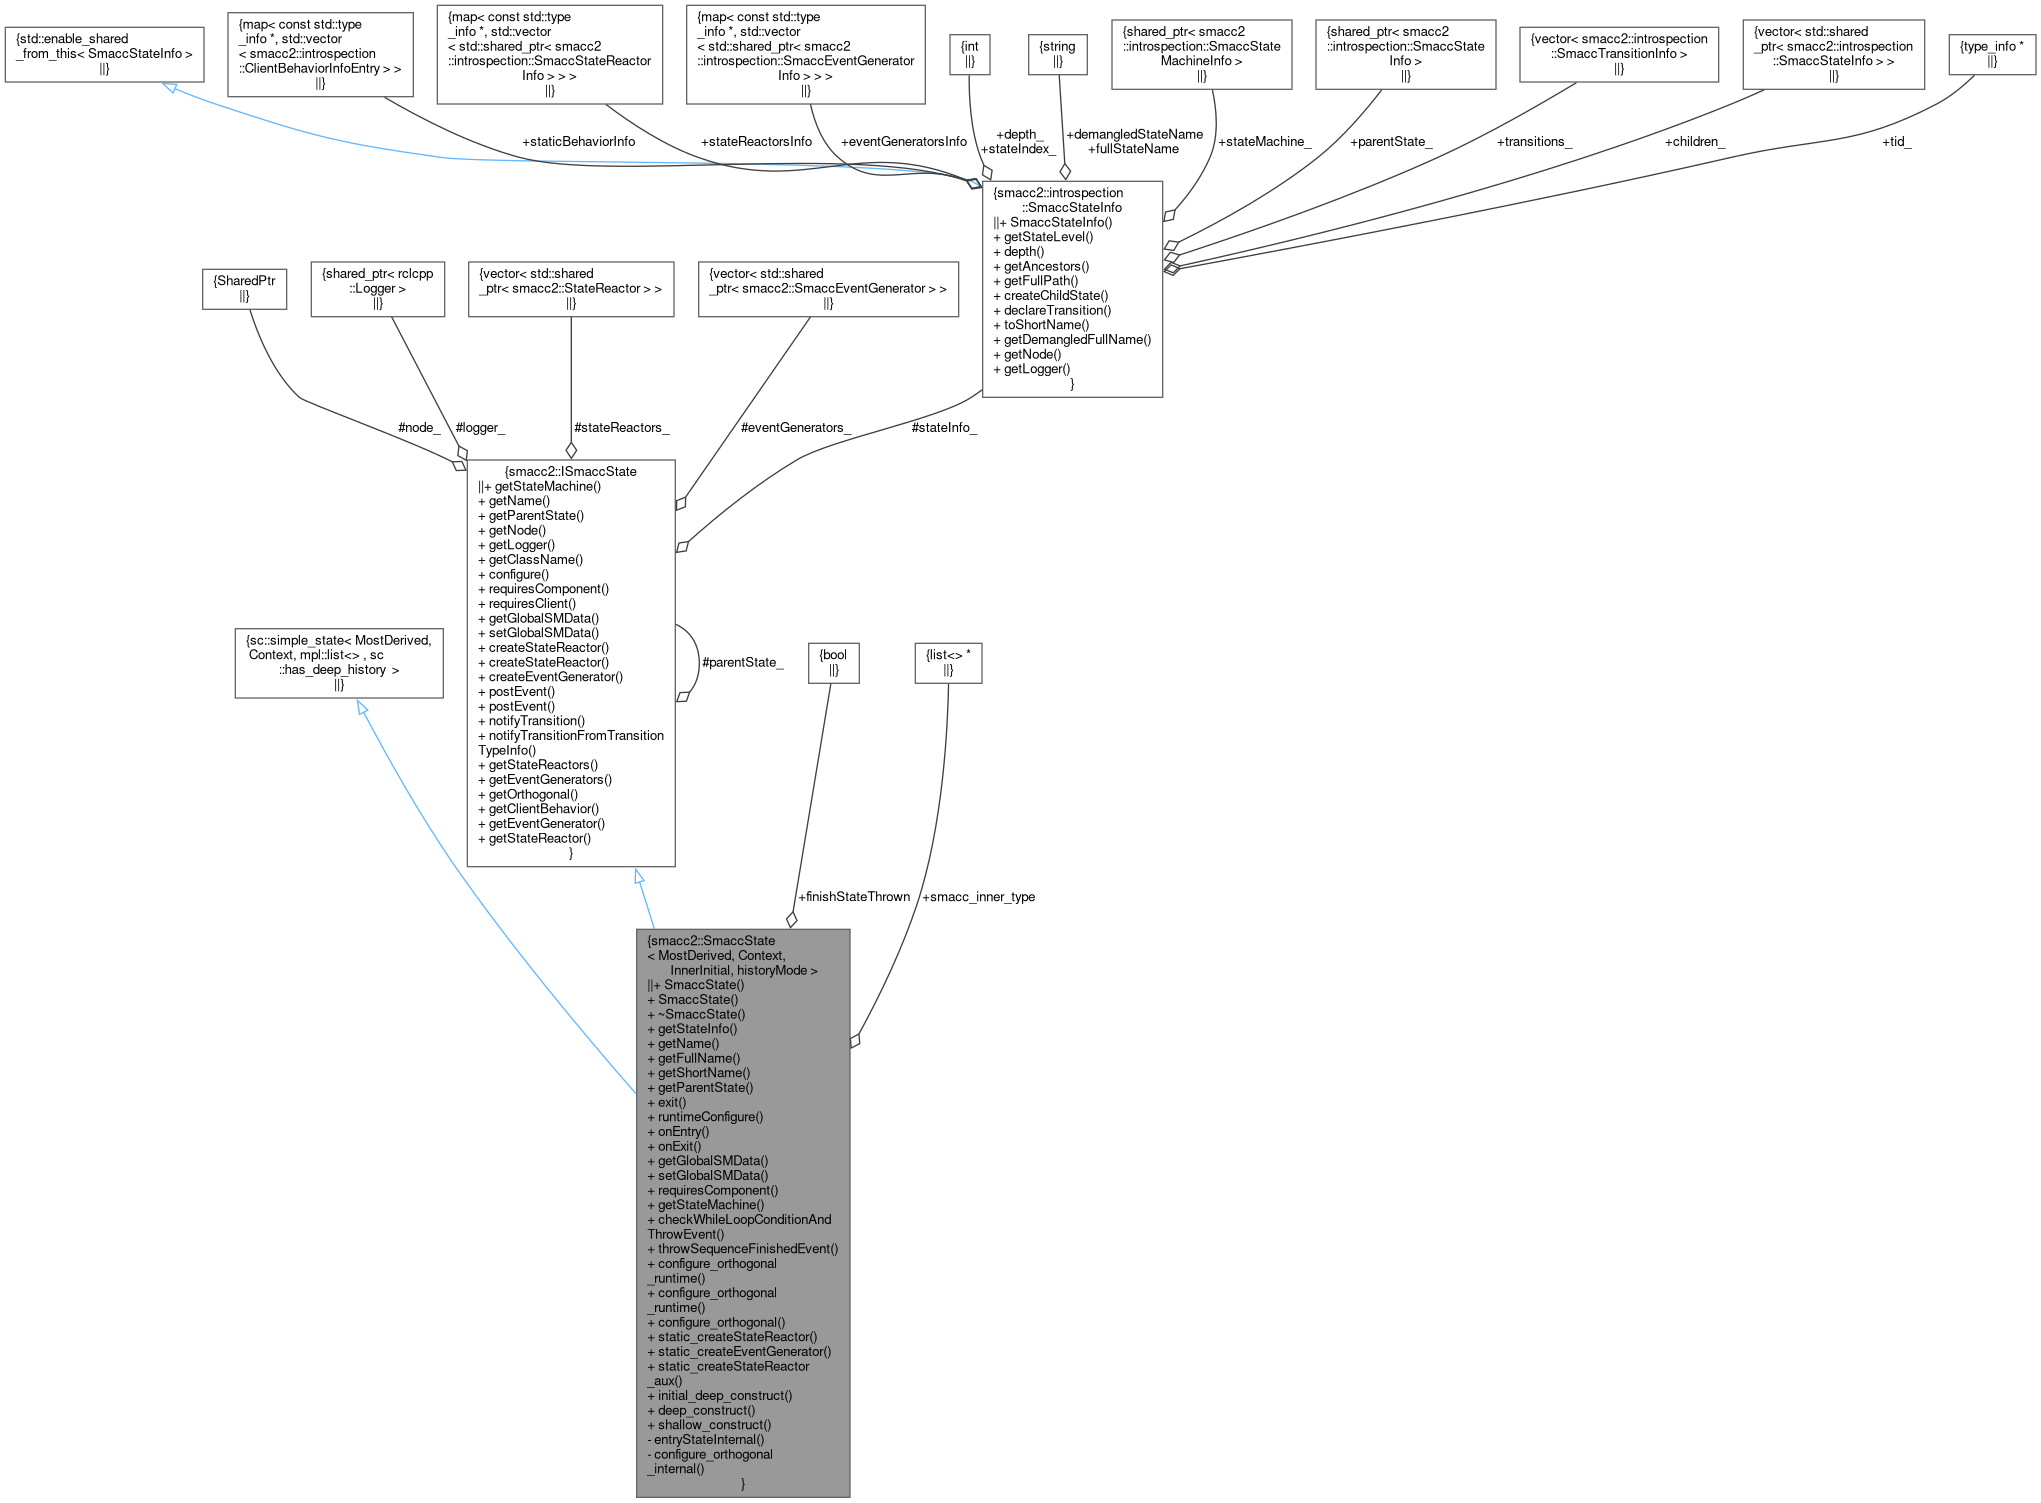 {std::enable_shared
_from_this< SmaccStateInfo >
||}
{map< const std::type
_info *, std::vector
< smacc2::introspection
::ClientBehaviorInfoEntry > >
||}
{map< const std::type
_info *, std::vector
< std::shared_ptr< smacc2
::introspection::SmaccStateReactor
Info > > >
||}
{map< const std::type
_info *, std::vector
< std::shared_ptr< smacc2
::introspection::SmaccEventGenerator
Info > > >
||}
{int
||}
{string
||}
{shared_ptr< smacc2
::introspection::SmaccState
MachineInfo >
||}
{shared_ptr< smacc2
::introspection::SmaccState
Info >
||}
{vector< smacc2::introspection
::SmaccTransitionInfo >
||}
{vector< std::shared
_ptr< smacc2::introspection
::SmaccStateInfo > >
||}
{type_info *
||}
+staticBehaviorInfo
+stateReactorsInfo
+eventGeneratorsInfo
+depth_
+stateIndex_
+demangledStateName
+fullStateName
+stateMachine_
+parentState_
+transitions_
+children_
+tid_
{smacc2::introspection
::SmaccStateInfo
||+ SmaccStateInfo()
+ getStateLevel()
+ depth()
+ getAncestors()
+ getFullPath()
+ createChildState()
+ declareTransition()
+ toShortName()
+ getDemangledFullName()
+ getNode()
+ getLogger()
}
{SharedPtr
||}
{shared_ptr< rclcpp
::Logger >
||}
{vector< std::shared
_ptr< smacc2::StateReactor > >
||}
{vector< std::shared
_ptr< smacc2::SmaccEventGenerator > >
||}
#node_
#logger_
#stateReactors_
#eventGenerators_
#stateInfo_
{smacc2::ISmaccState
||+ getStateMachine()
+ getName()
+ getParentState()
+ getNode()
+ getLogger()
+ getClassName()
+ configure()
+ requiresComponent()
+ requiresClient()
+ getGlobalSMData()
+ setGlobalSMData()
+ createStateReactor()
+ createStateReactor()
+ createEventGenerator()
+ postEvent()
+ postEvent()
+ notifyTransition()
+ notifyTransitionFromTransition
TypeInfo()
+ getStateReactors()
+ getEventGenerators()
+ getOrthogonal()
+ getClientBehavior()
+ getEventGenerator()
+ getStateReactor()
}
#parentState_
{sc::simple_state< MostDerived,
Context, mpl::list<> , sc
::has_deep_history >
||}
{bool
||}
{list<> *
||}
+finishStateThrown
+smacc_inner_type
{smacc2::SmaccState
< MostDerived, Context,
InnerInitial, historyMode >
||+ SmaccState()
+ SmaccState()
+ ~SmaccState()
+ getStateInfo()
+ getName()
+ getFullName()
+ getShortName()
+ getParentState()
+ exit()
+ runtimeConfigure()
+ onEntry()
+ onExit()
+ getGlobalSMData()
+ setGlobalSMData()
+ requiresComponent()
+ getStateMachine()
+ checkWhileLoopConditionAnd
ThrowEvent()
+ throwSequenceFinishedEvent()
+ configure_orthogonal
_runtime()
+ configure_orthogonal
_runtime()
+ configure_orthogonal()
+ static_createStateReactor()
+ static_createEventGenerator()
+ static_createStateReactor
_aux()
+ initial_deep_construct()
+ deep_construct()
+ shallow_construct()
- entryStateInternal()
- configure_orthogonal
_internal()
}